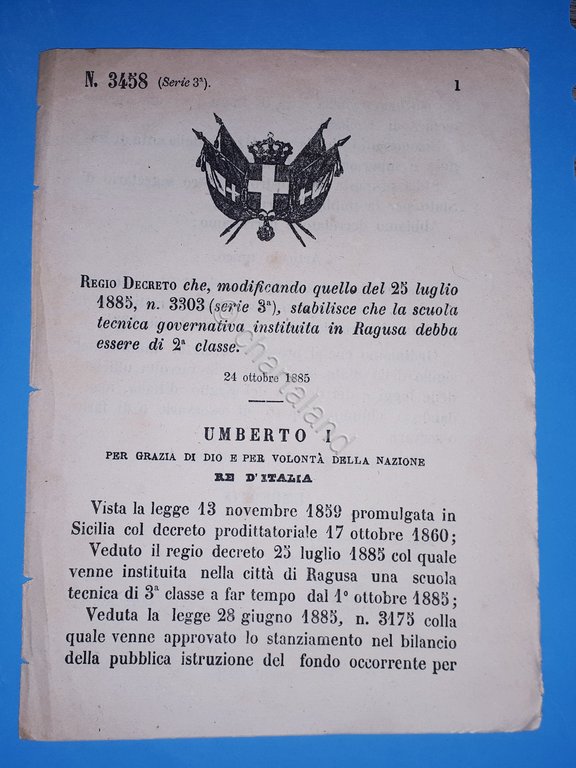 N. 3458 (Serie 3ª).
1
REGIO DECRETO che, modificando quello del 25 luglio
1885, n. 3303 (serie 3ª), stabilisce che la scuola
tecnica governativa instituita in Ragusa debba
essere di 2ª classe.
24 ottobre 1885
UMBERTO I
PER GRAZIA DI DIO E PER VOLONTÀ DELLA NAZIONE
RE D'ITALIA
Vista la legge 13 novembre 1859 promulgata in
Sicilia col decreto prodittatoriale 17 ottobre 1860;
Veduto il regio decreto 25 luglio 1885 col quale
venne instituita nella città di Ragusa una scuola
tecnica di 3ª classe a far tempo dal 1º ottobre 1885;
Veduta la legge 28 giugno 1885, n. 3175 colla
quale venne approvato lo stanziamento nel bilancio
della pubblica istruzione del fondo occorrente per
© chartaland